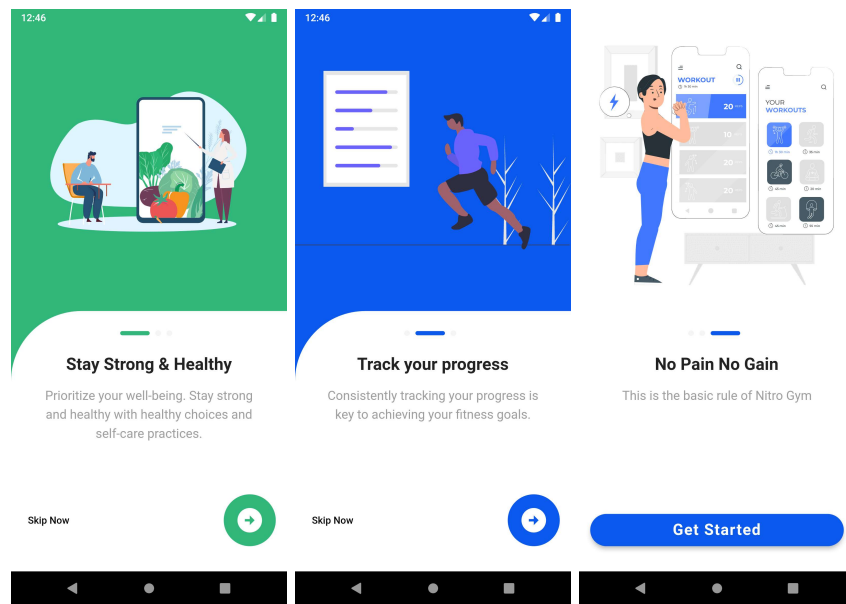 12:46
Stay Strong & Healthy
Prioritize your well-being. Stay strong
and healthy with healthy choices and
self-care practices.
Skip Now
12:46
Track your progress
Consistently tracking your progress is
key to achieving your fitness goals.
Skip Now
WORKOUT
20
10
20
20
YOUR
WORKOUTS
No Pain No Gain
This is the basic rule of Nitro Gym
Get Started